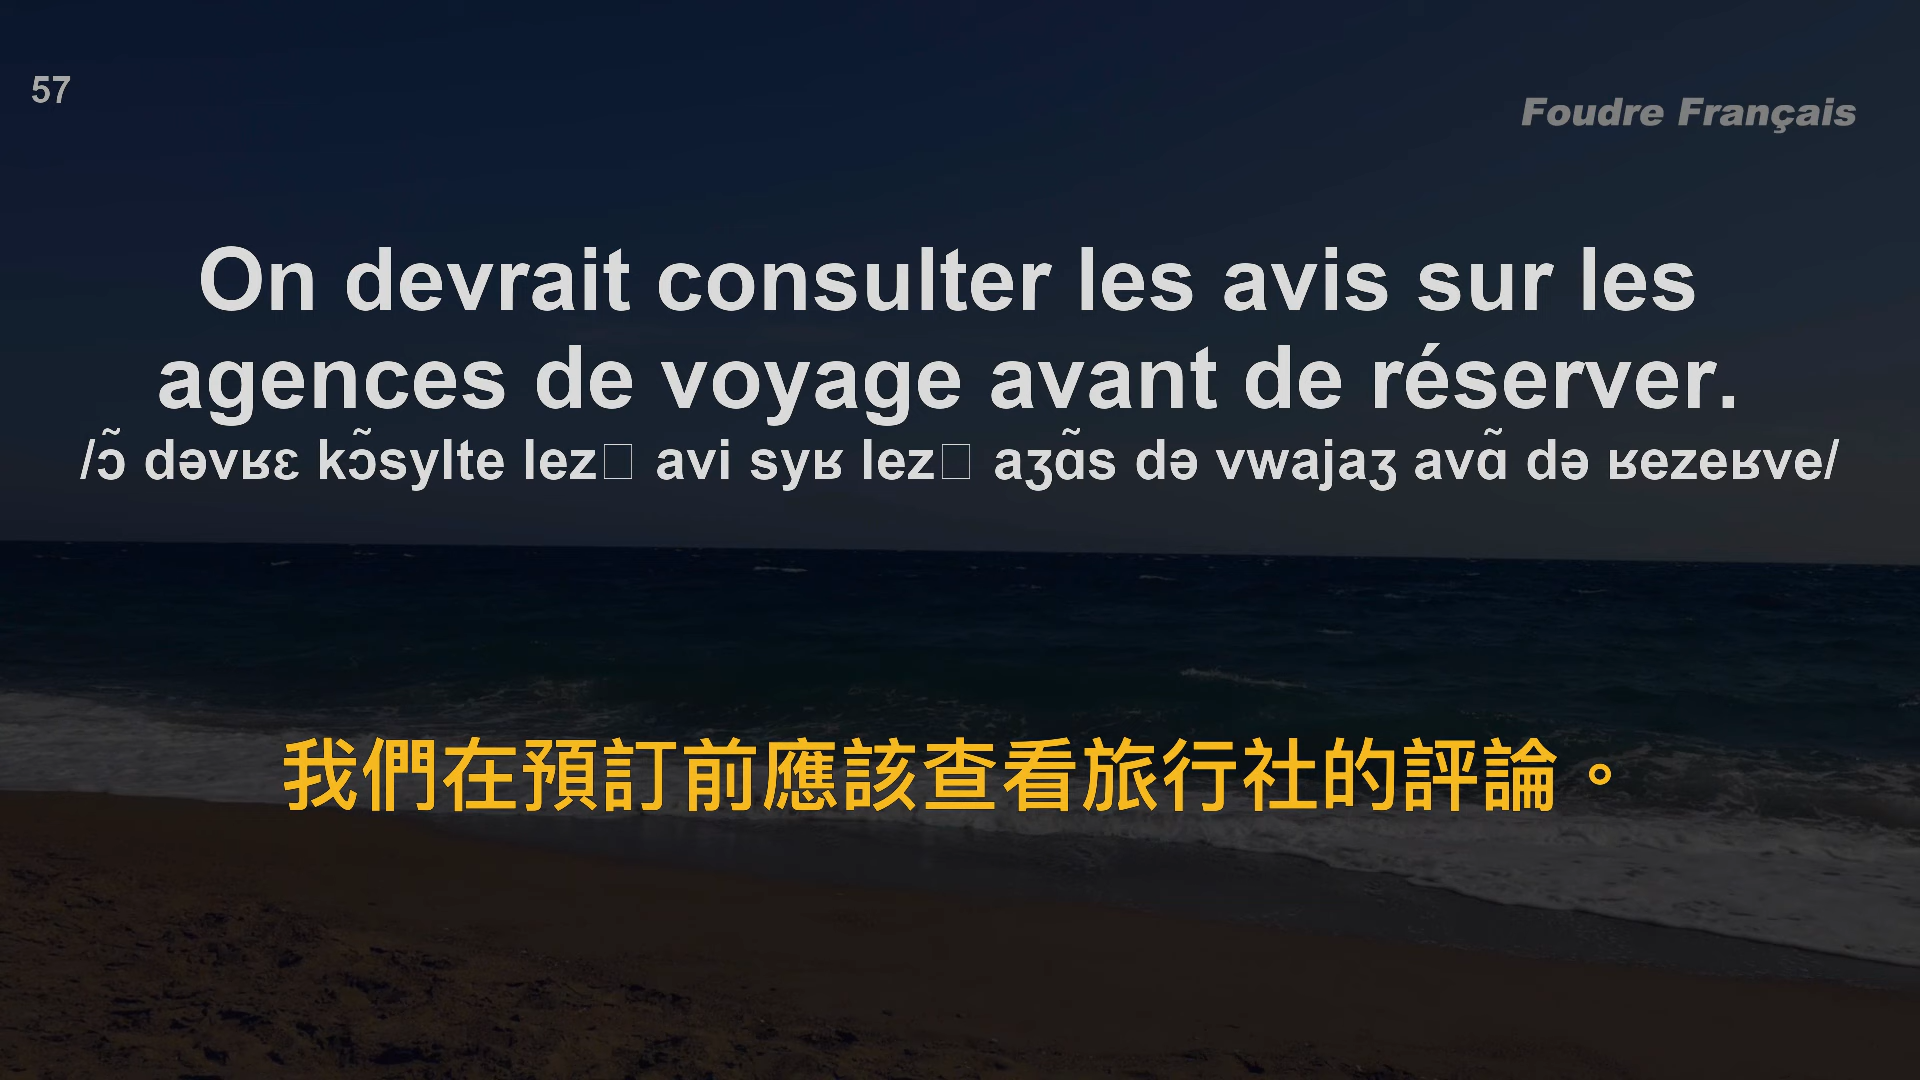 57
Foudre Français
On devrait consulter les avis sur les
agences de voyage avant de réserver.
/ɔ̃ dəvʁɛ kɔ̃sylte lez□ avi syʁ lez□ aʒɑ̃s də vwajaʒ avɑ̃ də ʁezeʁve/
我們在預訂前應該查看旅行社的評論。